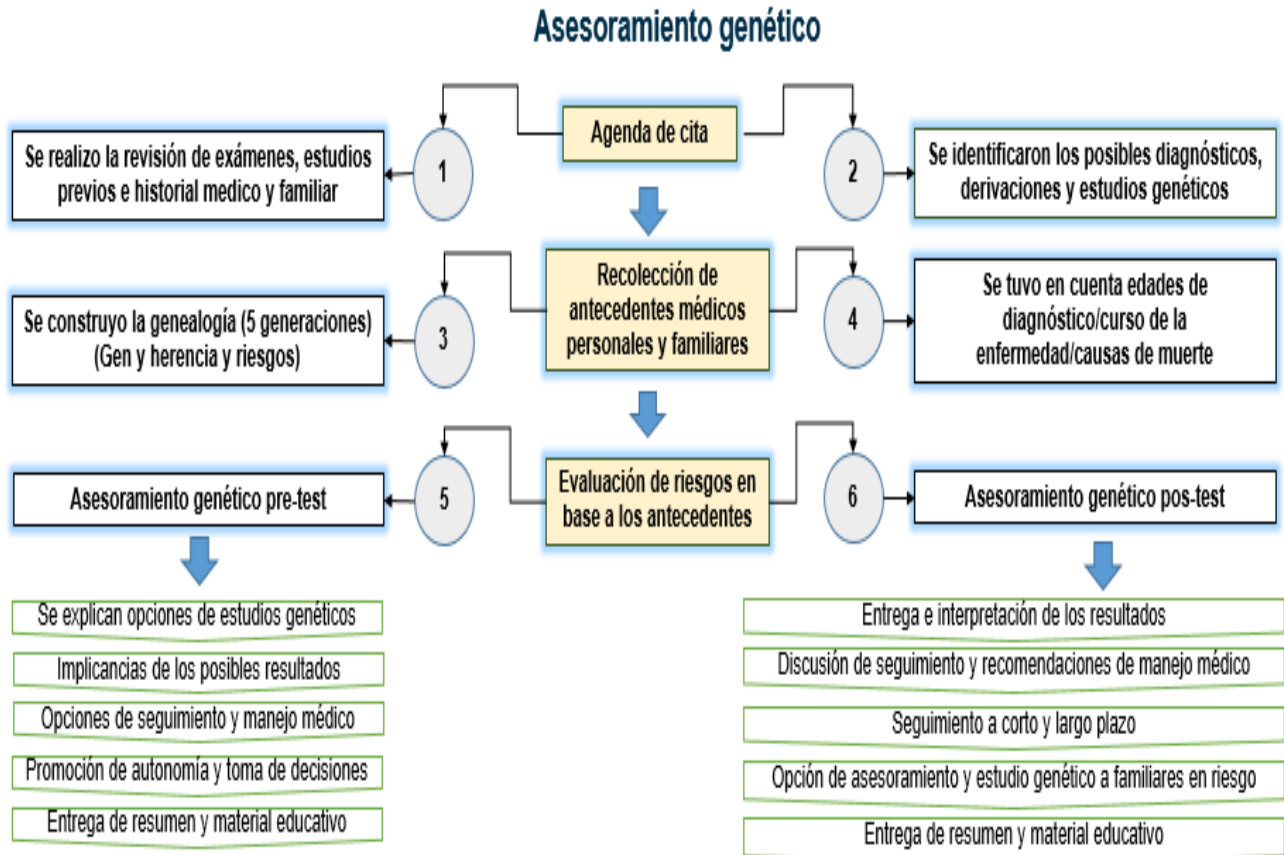 Asesoramiento genético
Agenda de cita
1
2
Se realizo la revisión de exámenes, estudios
previos e historial medico y familiar
Se identificaron los posibles diagnósticos,
derivaciones y estudios genéticos
Recolección de
antecedentes médicos
personales y familiares
3
4
Se construyo la genealogía (5 generaciones)
(Gen y herencia y riesgos)
Se tuvo en cuenta edades de
diagnóstico/curso de la
enfermedad/causas de muerte
Evaluación de riesgos en
base a los antecedentes
5
6
Asesoramiento genético pre-test
Asesoramiento genético pos-test
Se explican opciones de estudios genéticos
Implicancias de los posibles resultados
Opciones de seguimiento y manejo médico
Promoción de autonomía y toma de decisiones
Entrega de resumen y material educativo
Entrega e interpretación de los resultados
Discusión de seguimiento y recomendaciones de manejo médico
Seguimiento a corto y largo plazo
Opción de asesoramiento y estudio genético a familiares en riesgo
Entrega de resumen y material educativo